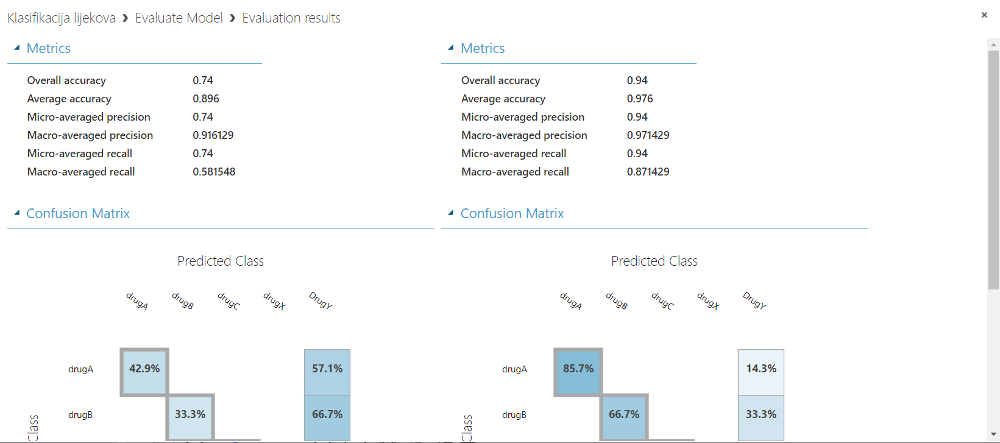 Klasifikacija lijekova > Evaluate Model > Evaluation results
Metrics
Overall accuracy 0.74
Average accuracy 0.896
Micro-averaged precision 0.74
Macro-averaged precision 0.916129
Micro-averaged recall 0.74
Macro-averaged recall 0.581548
Confusion Matrix
Predicted Class
drugA drugB drugC drugX DrugY
drugA 42.9% 57.1%
drugB 33.3% 66.7%
Class
Metrics
Overall accuracy 0.94
Average accuracy 0.976
Micro-averaged precision 0.94
Macro-averaged precision 0.971429
Micro-averaged recall 0.94
Macro-averaged recall 0.871429
Confusion Matrix
Predicted Class
drugA drugB drugC drugX DrugY
drugA 85.7% 14.3%
drugB 66.7% 33.3%
Class